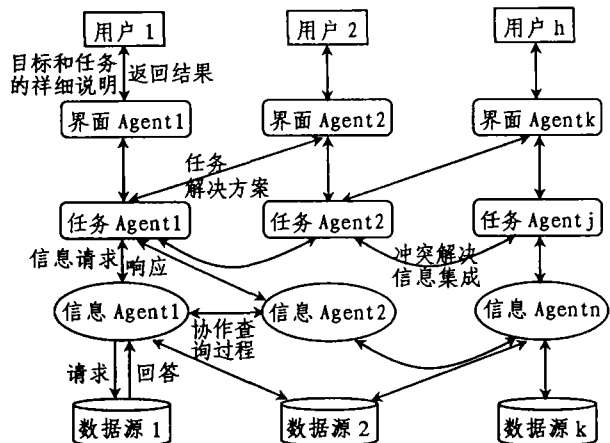 用户 1
用户 2
用户 h
目标和任务
的祥细说明
返回结果
界面 Agent1
界面 Agent2
界面 Agentk
任务
解决方案
任务 Agent1
任务 Agent2
任务 Agentj
信息请求
响应
冲突解决
信息集成
信息 Agent1
信息 Agent2
信息 Agentn
协作查
询过程
请求
回答
数据源 1
数据源 2
数据源 k